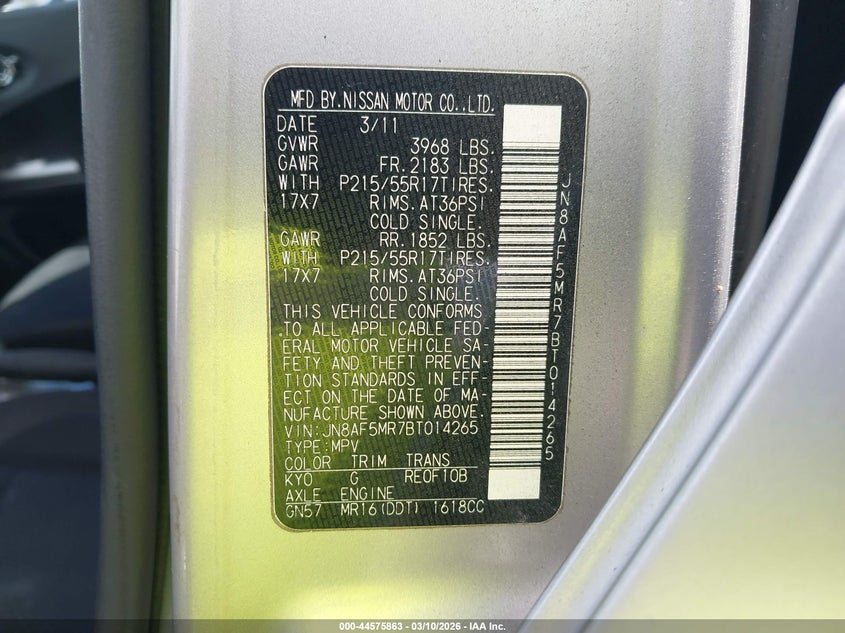 MFD BY.NISSAN MOTOR CO.,LTD.
DATE 3/11
GVWR 3968 LBS.
GAWR FR.2183 LBS.
WITH P215/55R17TIRES.
17X7 RIMS.AT36PSI
COLD SINGLE.
GAWR RR.1852 LBS.
WITH P215/55R17TIRES.
17X7 RIMS.AT36PSI
COLD SINGLE.
THIS VEHICLE CONFORMS
TO ALL APPLICABLE FED-
ERAL MOTOR VEHICLE SA-
FETY AND THEFT PREVEN-
TION STANDARDS IN EFF-
ECT ON THE DATE OF MA-
NUFACTURE SHOWN ABOVE.
VIN:JN8AF5MR7BT014265
TYPE:MPV
COLOR TRIM TRANS
KYO G RE0F10B
AXLE ENGINE
GN57 MR16(DDT) 1618CC
JN8AF5MR7BT014265
000-44575863 - 03/10/2026 - IAA Inc.